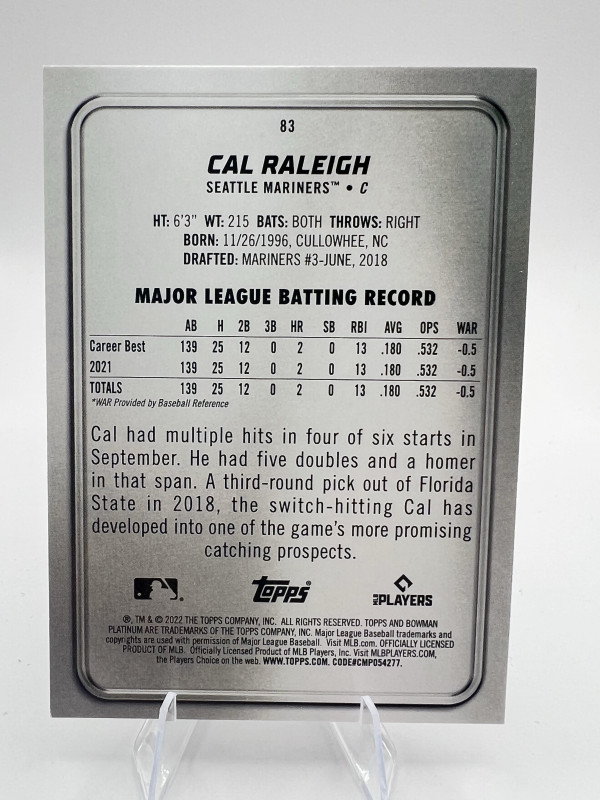 83
CAL RALEIGH
SEATTLE MARINERS™ • C
HT: 6'3" WT: 215 BATS: BOTH THROWS: RIGHT
BORN: 11/26/1996, CULLOWHEE, NC
DRAFTED: MARINERS #3-JUNE, 2018
MAJOR LEAGUE BATTING RECORD
AB H 2B 3B HR SB RBI AVG OPS WAR
Career Best 139 25 12 0 2 0 13 .180 .532 -0.5
2021 139 25 12 0 2 0 13 .180 .532 -0.5
TOTALS 139 25 12 0 2 0 13 .180 .532 -0.5
*WAR Provided by Baseball Reference
Cal had multiple hits in four of six starts in
September. He had five doubles and a homer
in that span. A third-round pick out of Florida
State in 2018, the switch-hitting Cal has
developed into one of the game's more promising
catching prospects.
TOPPS®
MLB PLAYERS
®, TM & © 2022 THE TOPPS COMPANY, INC. ALL RIGHTS RESERVED. TOPPS AND BOWMAN
PLATINUM ARE TRADEMARKS OF THE TOPPS COMPANY, INC. Major League Baseball trademarks and
copyrights are used with permission of Major League Baseball. Visit MLB.com. OFFICIALLY LICENSED
PRODUCT OF MLB. Officially Licensed Product of MLB Players, Inc. Visit MLBPLAYERS.COM,
the Players Choice on the web. WWW.TOPPS.COM. CODE#CMP054277.